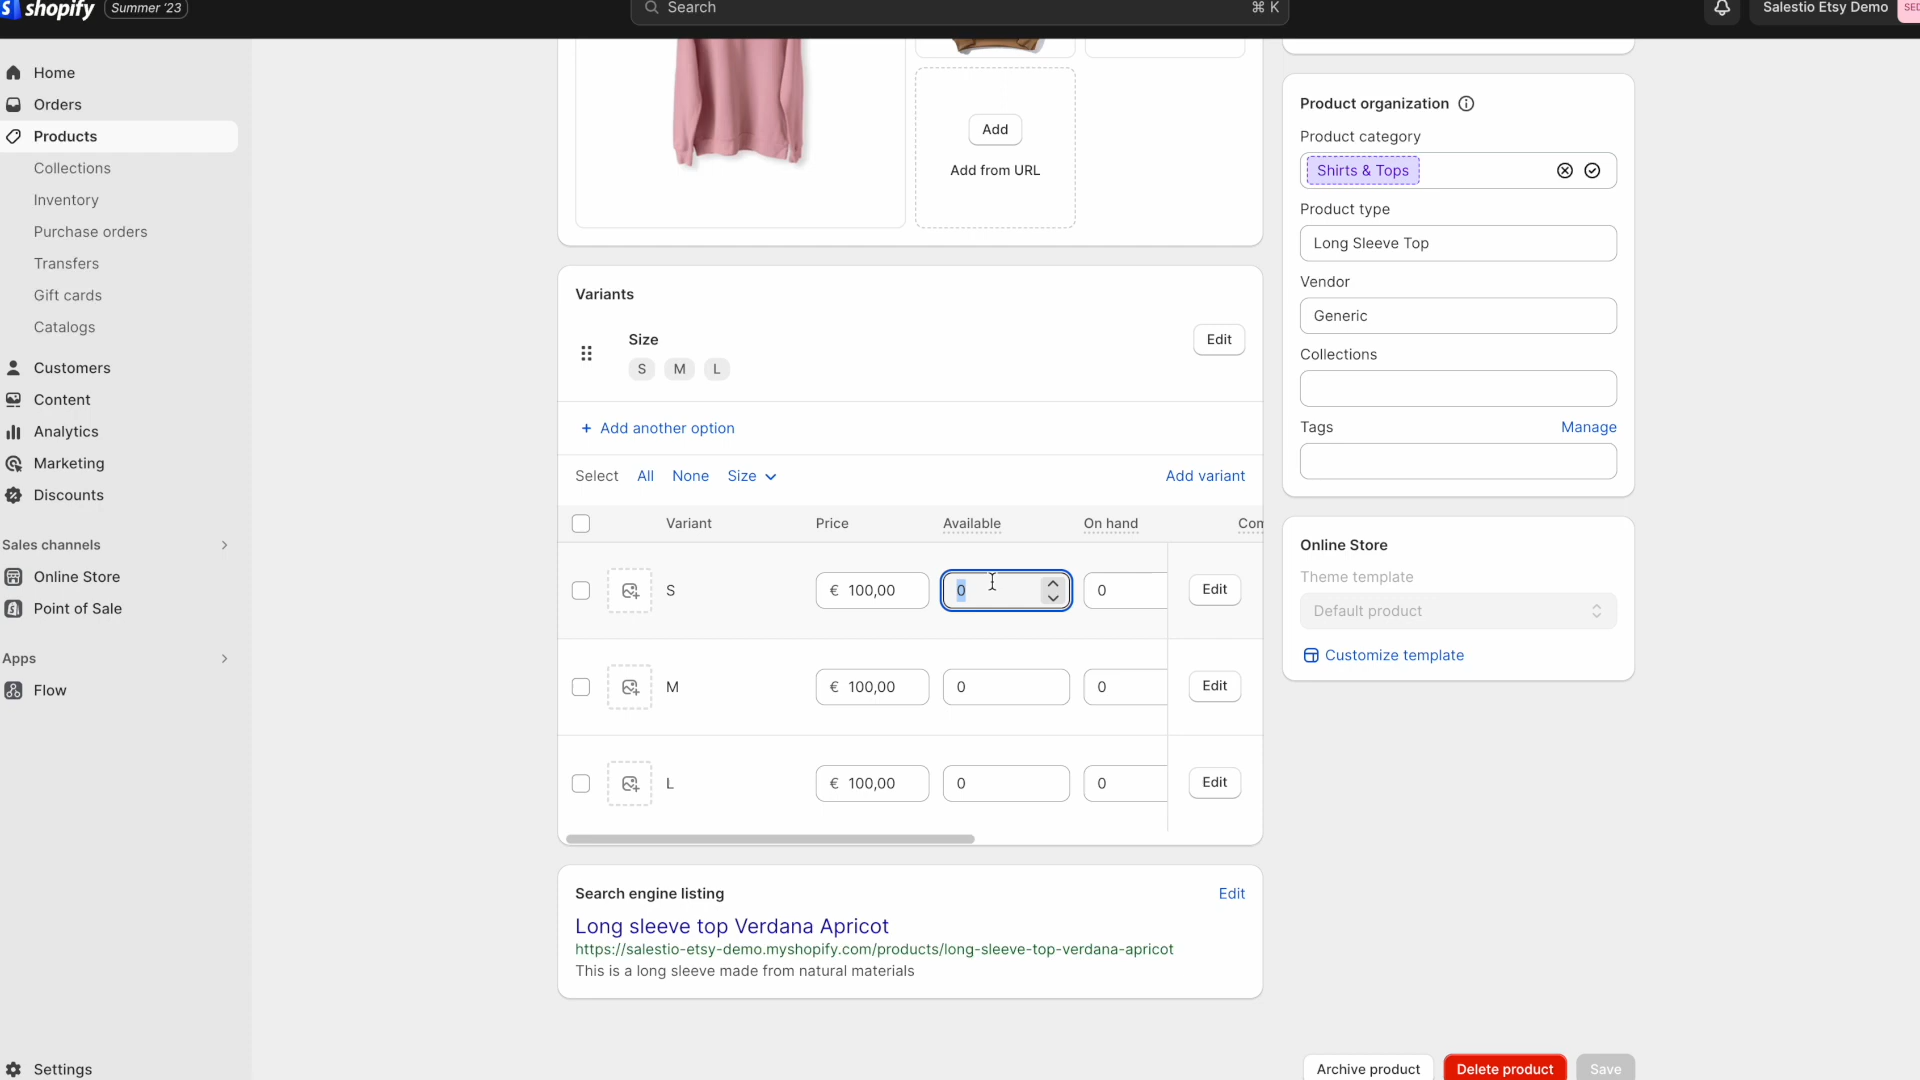 shopify
Summer '23
Search
⌘ K
Salestio Etsy Demo
SED
Home
Orders
Products
Collections
Inventory
Purchase orders
Transfers
Gift cards
Catalogs
Customers
Content
Analytics
Marketing
Discounts
Sales channels
Online Store
Point of Sale
Apps
Flow
Settings
Add
Add from URL
Variants
Size
Edit
S M L
+ Add another option
Select All None Size Add variant
Variant Price Available On hand Com
S € 100,00 0 0 Edit
M € 100,00 0 0 Edit
L € 100,00 0 0 Edit
Search engine listing Edit
Long sleeve top Verdana Apricot
https://salestio-etsy-demo.myshopify.com/products/long-sleeve-top-verdana-apricot
This is a long sleeve made from natural materials
Product organization
Product category
Shirts & Tops
Product type
Long Sleeve Top
Vendor
Generic
Collections
Tags Manage
Online Store
Theme template
Default product
Customize template
Archive product Delete product Save